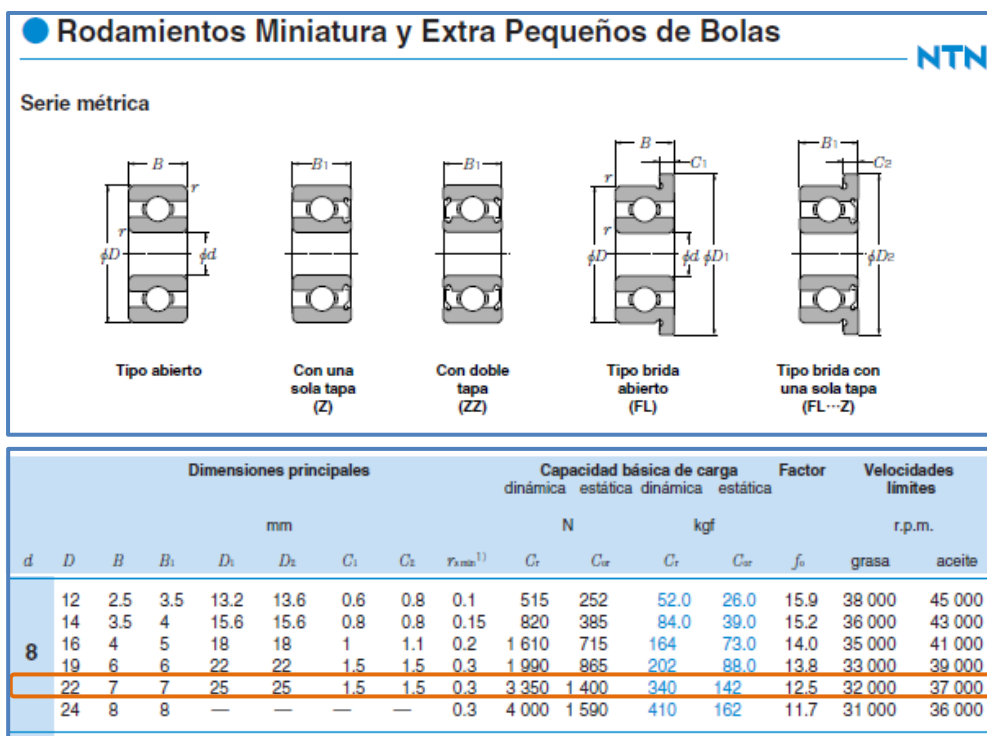 Rodamientos Miniatura y Extra Pequeños de Bolas
NTN
Serie métrica
B
r
r
φD
φd
B1
B1
B
C1
r
r
φD
φd
φD1
B1
C2
φD2
Tipo abierto
Con una
sola tapa
(Z)
Con doble
tapa
(ZZ)
Tipo brida
abierto
(FL)
Tipo brida con
una sola tapa
(FL···Z)
Dimensiones principales Capacidad básica de carga Factor Velocidades
dinámica estática dinámica estática límites
mm N kgf r.p.m.
d D B B1 D1 D2 C1 C2 rs min1) Cr Cor Cr Cor fo grasa aceite
12 2.5 3.5 13.2 13.6 0.6 0.8 0.1 515 252 52.0 26.0 15.9 38 000 45 000
14 3.5 4 15.6 15.6 0.8 0.8 0.15 820 385 84.0 39.0 15.2 36 000 43 000
8 16 4 5 18 18 1 1.1 0.2 1 610 715 164 73.0 14.0 35 000 41 000
19 6 6 22 22 1.5 1.5 0.3 1 990 865 202 88.0 13.8 33 000 39 000
22 7 7 25 25 1.5 1.5 0.3 3 350 1 400 340 142 12.5 32 000 37 000
24 8 8 — — — — 0.3 4 000 1 590 410 162 11.7 31 000 36 000